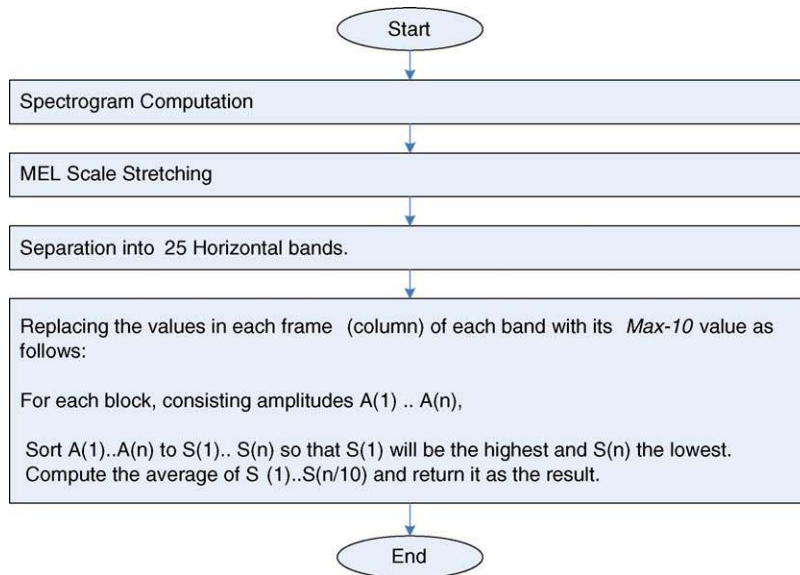 Start
Spectrogram Computation
MEL Scale Stretching
Separation into 25 Horizontal bands.
Replacing the values in each frame (column) of each band with its Max-10 value as
follows:
For each block, consisting amplitudes A(1) .. A(n),
Sort A(1)..A(n) to S(1).. S(n) so that S(1) will be the highest and S(n) the lowest.
Compute the average of S (1)..S(n/10) and return it as the result.
End